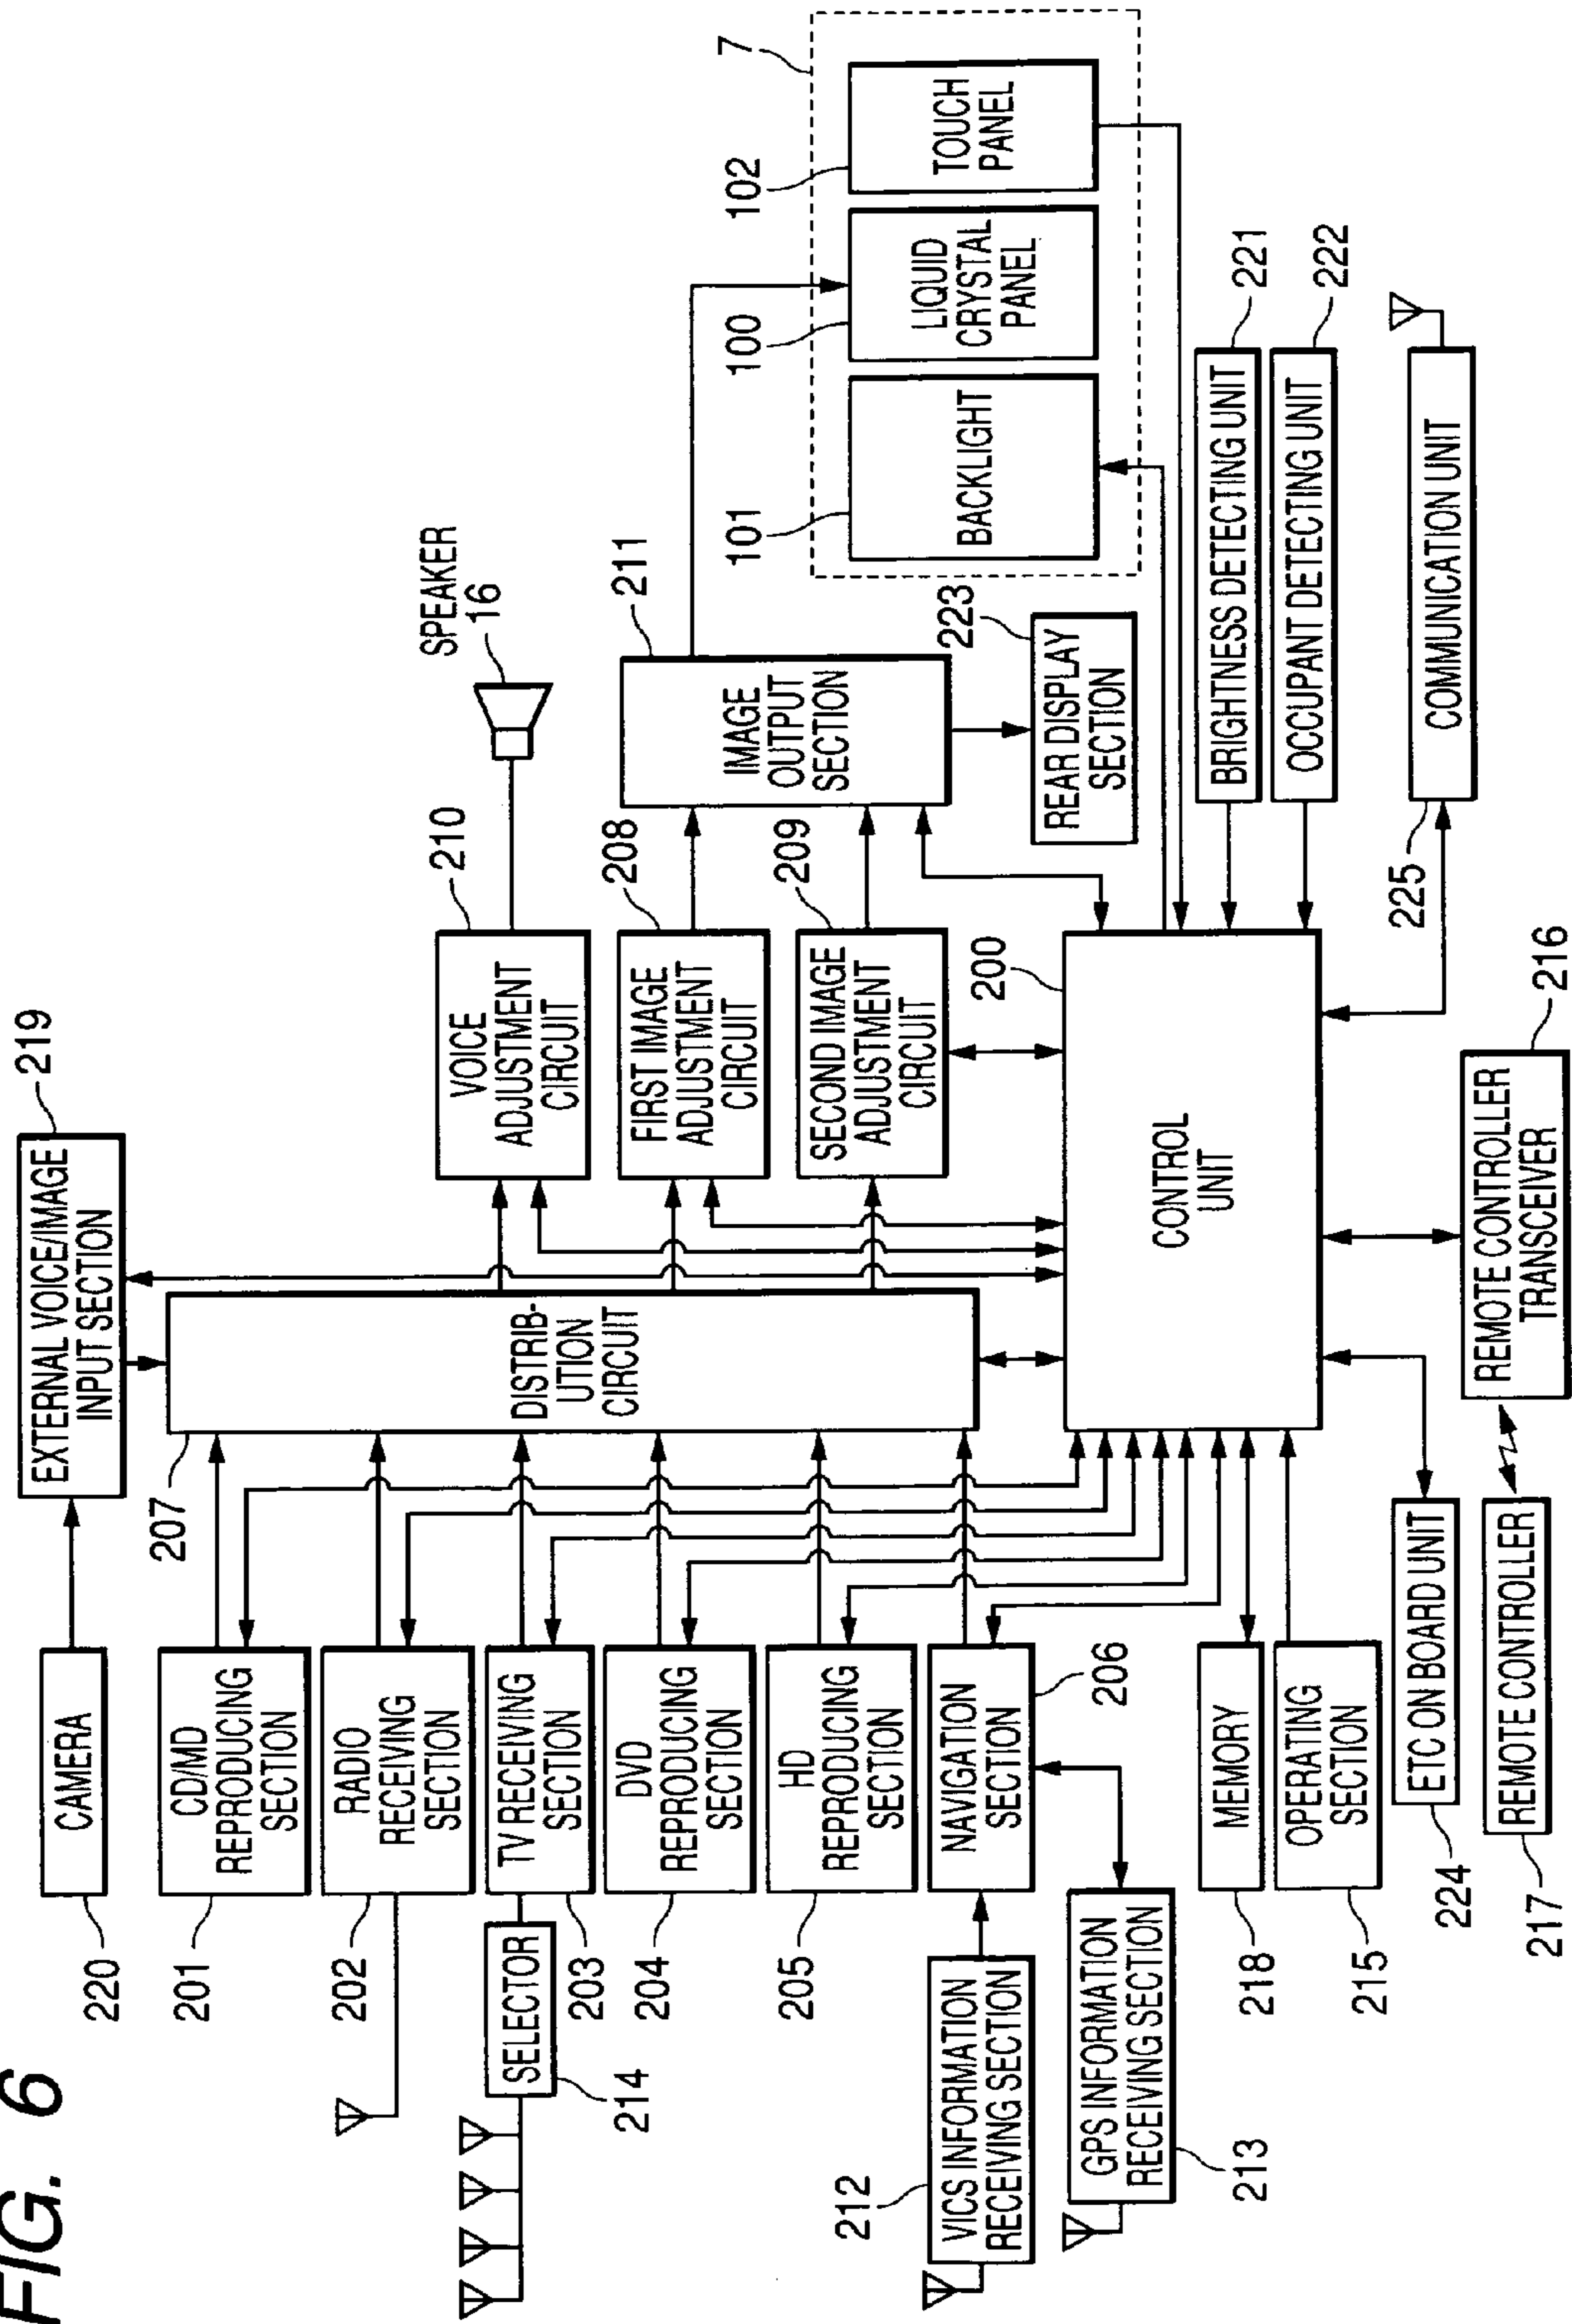 FIG. 6
220
CAMERA
219
EXTERNAL VOICE/IMAGE
INPUT SECTION
207
DISTRIB-
UTION
CIRCUIT
201
CD/MD
REPRODUCING
SECTION
202
RADIO
RECEIVING
SECTION
214
SELECTOR
203
TV RECEIVING
SECTION
204
DVD
REPRODUCING
SECTION
205
HD
REPRODUCING
SECTION
206
NAVIGATION
SECTION
212
VICS INFORMATION
RECEIVING SECTION
213
GPS INFORMATION
RECEIVING SECTION
218
MEMORY
215
OPERATING
SECTION
224
ETC ON BOARD UNIT
217
REMOTE CONTROLLER
216
REMOTE CONTROLLER
TRANSCEIVER
200
CONTROL
UNIT
210
VOICE
ADJUSTMENT
CIRCUIT
208
FIRST IMAGE
ADJUSTMENT
CIRCUIT
209
SECOND IMAGE
ADJUSTMENT
CIRCUIT
SPEAKER
16
211
IMAGE
OUTPUT
SECTION
223
REAR DISPLAY
SECTION
7
101
BACKLIGHT
100
LIQUID
CRYSTAL
PANEL
102
TOUCH
PANEL
221
BRIGHTNESS DETECTING UNIT
222
OCCUPANT DETECTING UNIT
225
COMMUNICATION UNIT